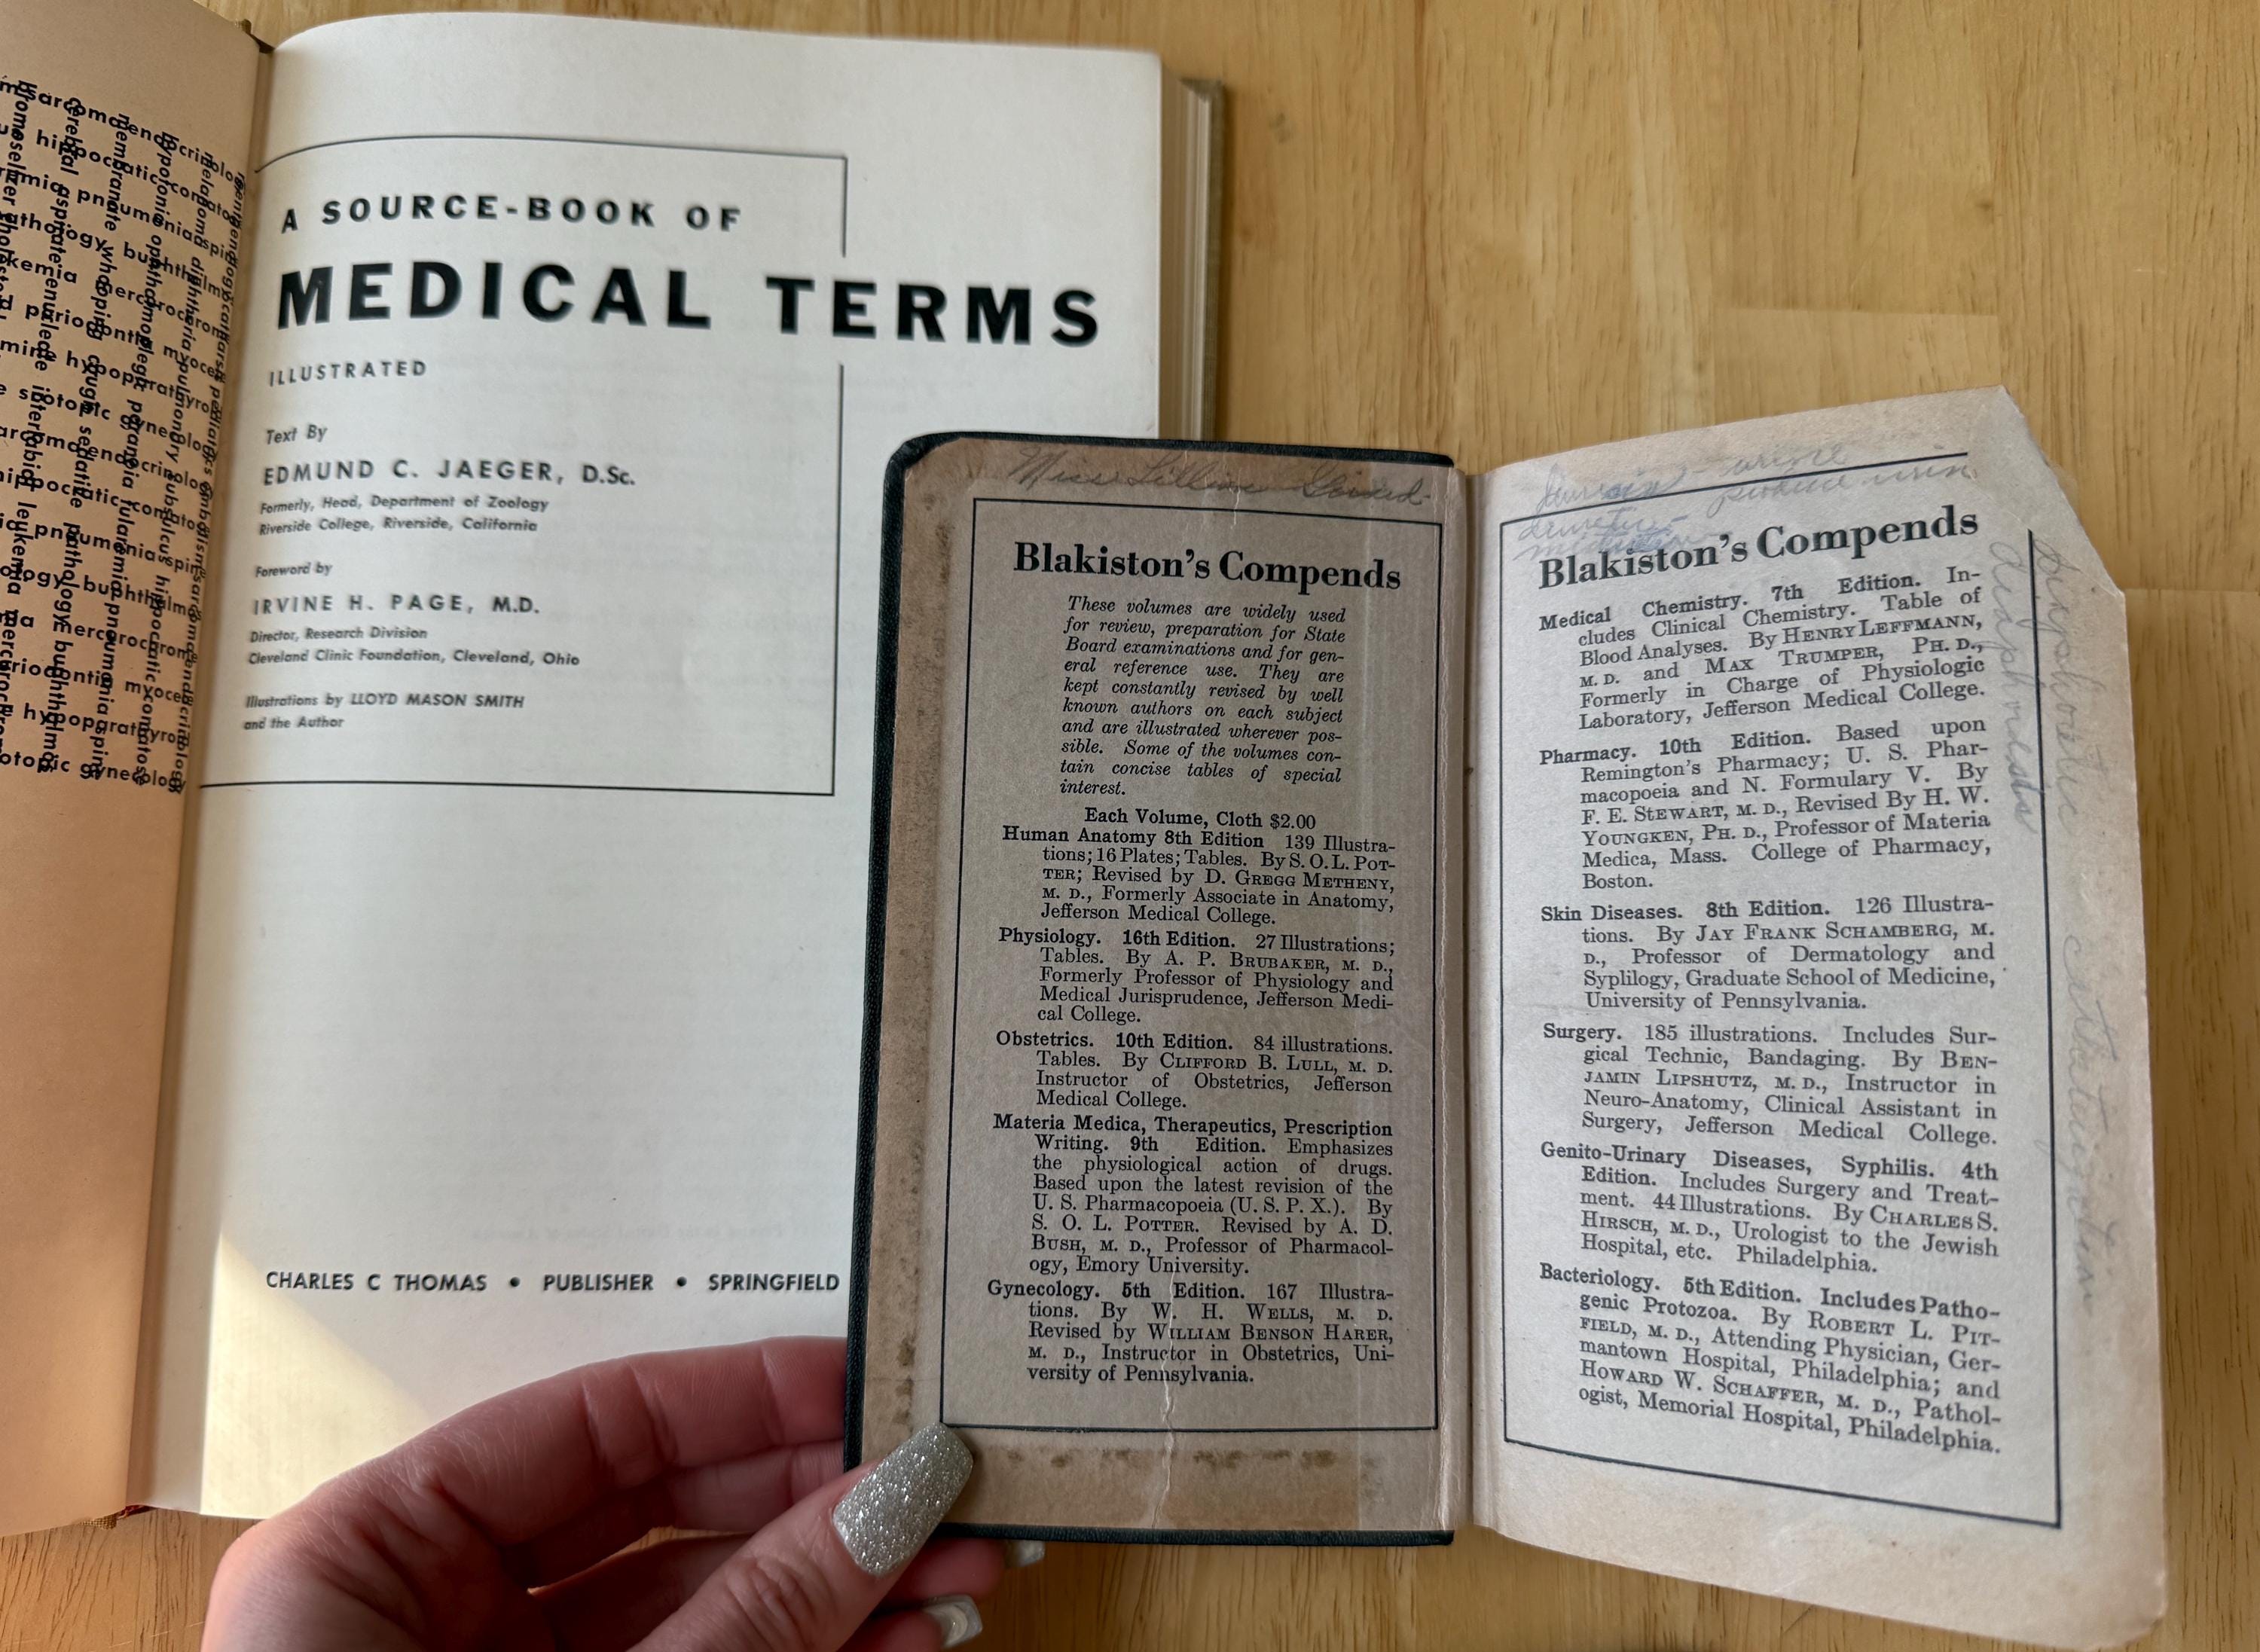 A SOURCE-BOOK OF
MEDICAL TERMS
ILLUSTRATED
Text By
EDMUND C. JAEGER, D.Sc.
Formerly, Head, Department of Zoology
Riverside College, Riverside, California
Foreword by
IRVINE H. PAGE, M.D.
Director, Research Division
Cleveland Clinic Foundation, Cleveland, Ohio
Illustrations by LLOYD MASON SMITH
and the Author
CHARLES C THOMAS • PUBLISHER • SPRINGFIELD
Miss Lillian
Blakiston's Compends
These volumes are widely used
for review, preparation for State
Board examinations and for gen-
eral reference use. They are
kept constantly revised by well
known authors on each subject
and are illustrated wherever pos-
sible. Some of the volumes con-
tain concise tables of special
interest.
Each Volume, Cloth $2.00
Human Anatomy 8th Edition 139 Illustra-
tions; 16 Plates; Tables. By S. O. L. POT-
TER; Revised by D. GREGG METHENY,
M. D., Formerly Associate in Anatomy,
Jefferson Medical College.
Physiology. 16th Edition. 27 Illustrations;
Tables. By A. P. BRUBAKER, M. D.,
Formerly Professor of Physiology and
Medical Jurisprudence, Jefferson Medi-
cal College.
Obstetrics. 10th Edition. 84 illustrations.
Tables. By CLIFFORD B. LULL, M. D.
Instructor of Obstetrics, Jefferson
Medical College.
Materia Medica, Therapeutics, Prescription
Writing. 9th Edition. Emphasizes
the physiological action of drugs.
Based upon the latest revision of the
U. S. Pharmacopoeia (U. S. P. X.). By
S. O. L. POTTER. Revised by A. D.
BUSH, M. D., Professor of Pharmacol-
ogy, Emory University.
Gynecology. 5th Edition. 167 Illustra-
tions. By W. H. WELLS, M. D.
Revised by WILLIAM BENSON HARER,
M. D., Instructor in Obstetrics, Uni-
versity of Pennsylvania.
urine
Blakiston's Compends
Medical Chemistry. 7th Edition. In-
cludes Clinical Chemistry. Table of
Blood Analyses. By HENRY LEFFMANN,
M. D. and MAX TRUMPER, PH. D.,
Formerly in Charge of Physiologic
Laboratory, Jefferson Medical College.
Pharmacy. 10th Edition. Based upon
Remington's Pharmacy; U. S. Phar-
macopoeia and N. Formulary V. By
F. E. STEWART, M. D., Revised By H. W.
YOUNGKEN, PH. D., Professor of Materia
Medica, Mass. College of Pharmacy,
Boston.
Skin Diseases. 8th Edition. 126 Illustra-
tions. By JAY FRANK SCHAMBERG, M.
D., Professor of Dermatology and
Syplilogy, Graduate School of Medicine,
University of Pennsylvania.
Surgery. 185 illustrations. Includes Sur-
gical Technic, Bandaging. By BEN-
JAMIN LIPSHUTZ, M. D., Instructor in
Neuro-Anatomy, Clinical Assistant in
Surgery, Jefferson Medical College.
Genito-Urinary Diseases, Syphilis. 4th
Edition. Includes Surgery and Treat-
ment. 44 Illustrations. By CHARLES S.
HIRSCH, M. D., Urologist to the Jewish
Hospital, etc. Philadelphia.
Bacteriology. 5th Edition. Includes Patho-
genic Protozoa. By ROBERT L. PIT-
FIELD, M. D., Attending Physician, Ger-
mantown Hospital, Philadelphia; and
HOWARD W. SCHAFFER, M. D., Pathol-
ogist, Memorial Hospital, Philadelphia.